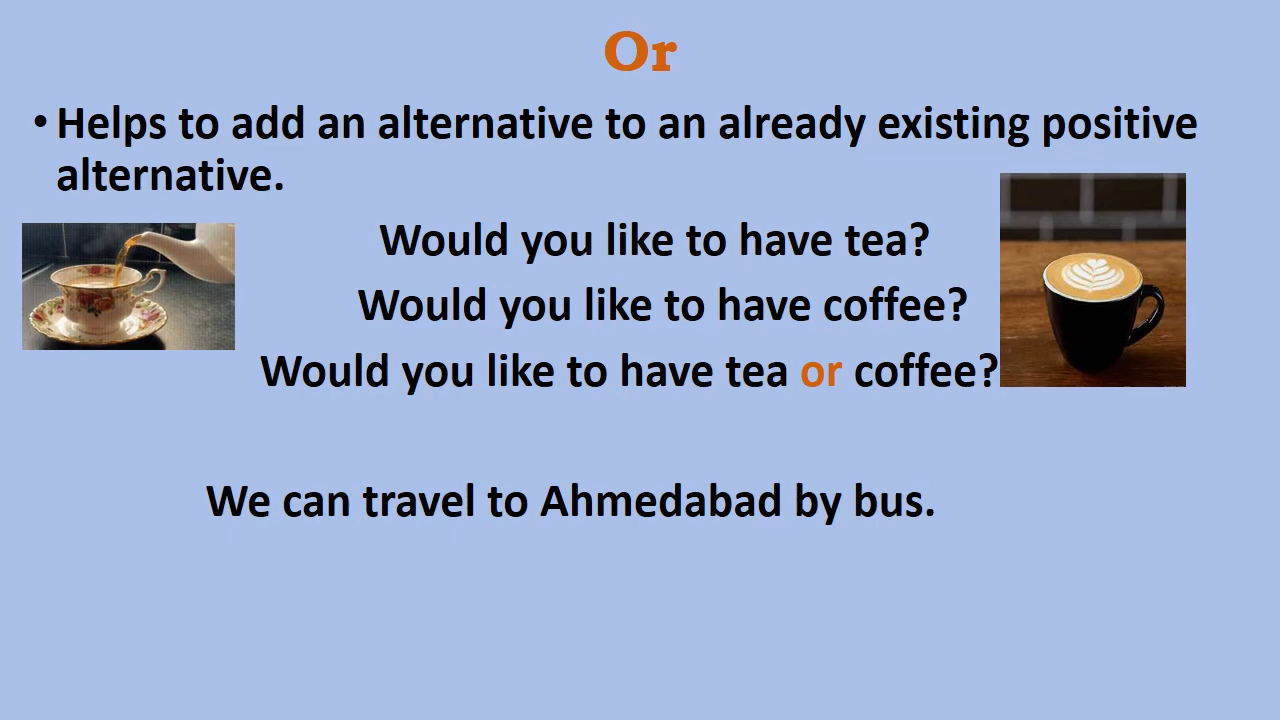 Or
• Helps to add an alternative to an already existing positive
alternative.
Would you like to have tea?
Would you like to have coffee?
Would you like to have tea or coffee?
We can travel to Ahmedabad by bus.